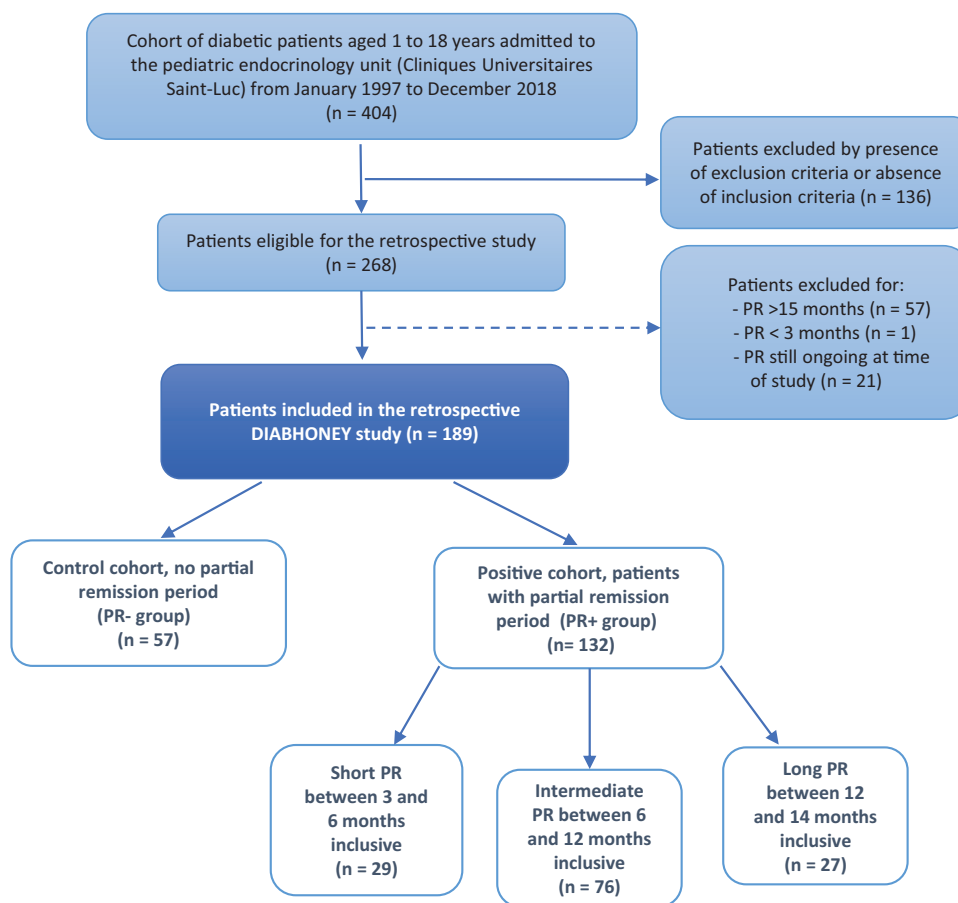 Cohort of diabetic patients aged 1 to 18 years admitted to
the pediatric endocrinology unit (Cliniques Universitaires
Saint-Luc) from January 1997 to December 2018
(n = 404)
Patients excluded by presence
of exclusion criteria or absence
of inclusion criteria (n = 136)
Patients eligible for the retrospective study
(n = 268)
Patients excluded for:
- PR >15 months (n = 57)
- PR < 3 months (n = 1)
- PR still ongoing at time
of study (n = 21)
Patients included in the retrospective
DIABHONEY study (n = 189)
Control cohort, no partial
remission period
(PR- group)
(n = 57)
Positive cohort, patients
with partial remission
period (PR+ group)
(n= 132)
Short PR
between 3 and
6 months
inclusive
(n = 29)
Intermediate
PR between 6
and 12 months
inclusive
(n = 76)
Long PR
between 12
and 14 months
inclusive
(n = 27)